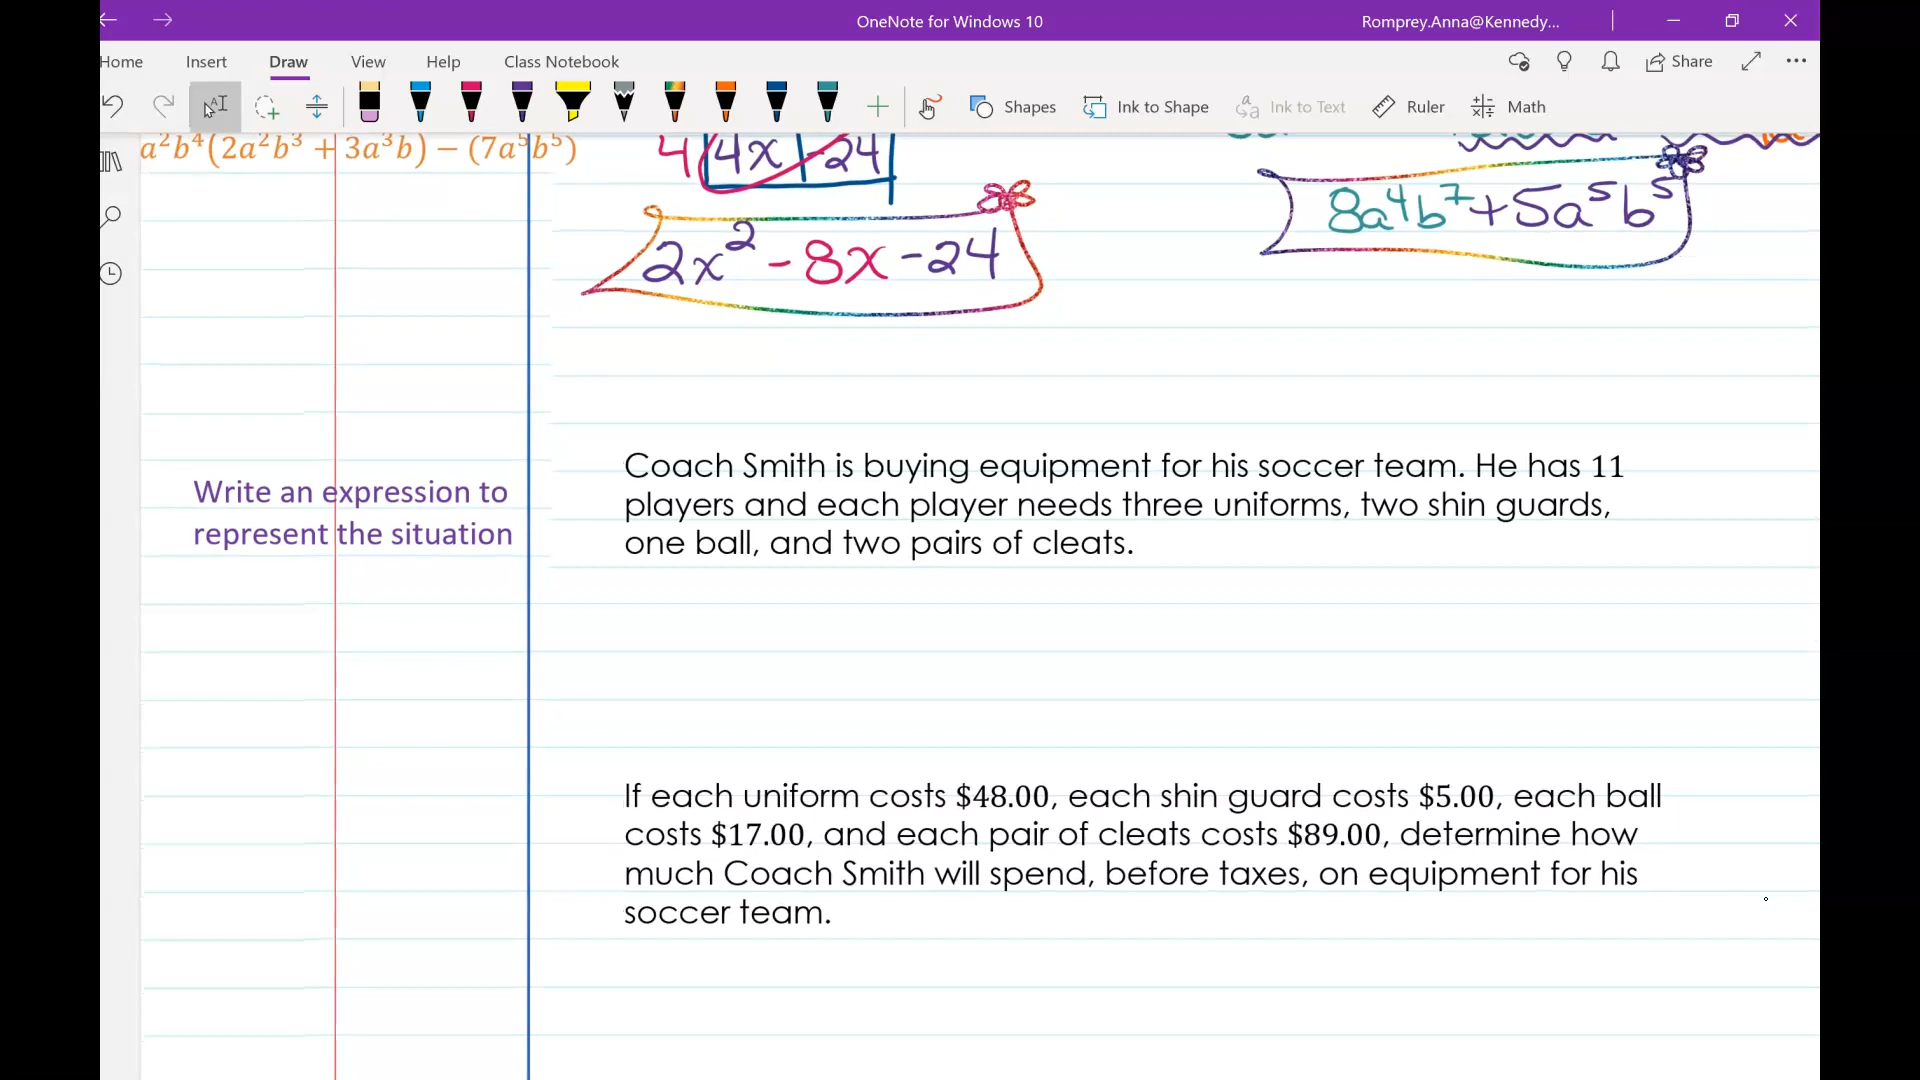 OneNote for Windows 10
Romprey.Anna@Kennedy...
Home Insert Draw View Help Class Notebook
Share
Shapes Ink to Shape Ink to Text Ruler Math
a²b⁴(2a²b³ + 3a³b) − (7a⁵b⁵)
4 4x -24
8a⁴b⁷+5a⁵b⁵
2x² -8x -24
Write an expression to
represent the situation
Coach Smith is buying equipment for his soccer team. He has 11
players and each player needs three uniforms, two shin guards,
one ball, and two pairs of cleats.
If each uniform costs $48.00, each shin guard costs $5.00, each ball
costs $17.00, and each pair of cleats costs $89.00, determine how
much Coach Smith will spend, before taxes, on equipment for his
soccer team.